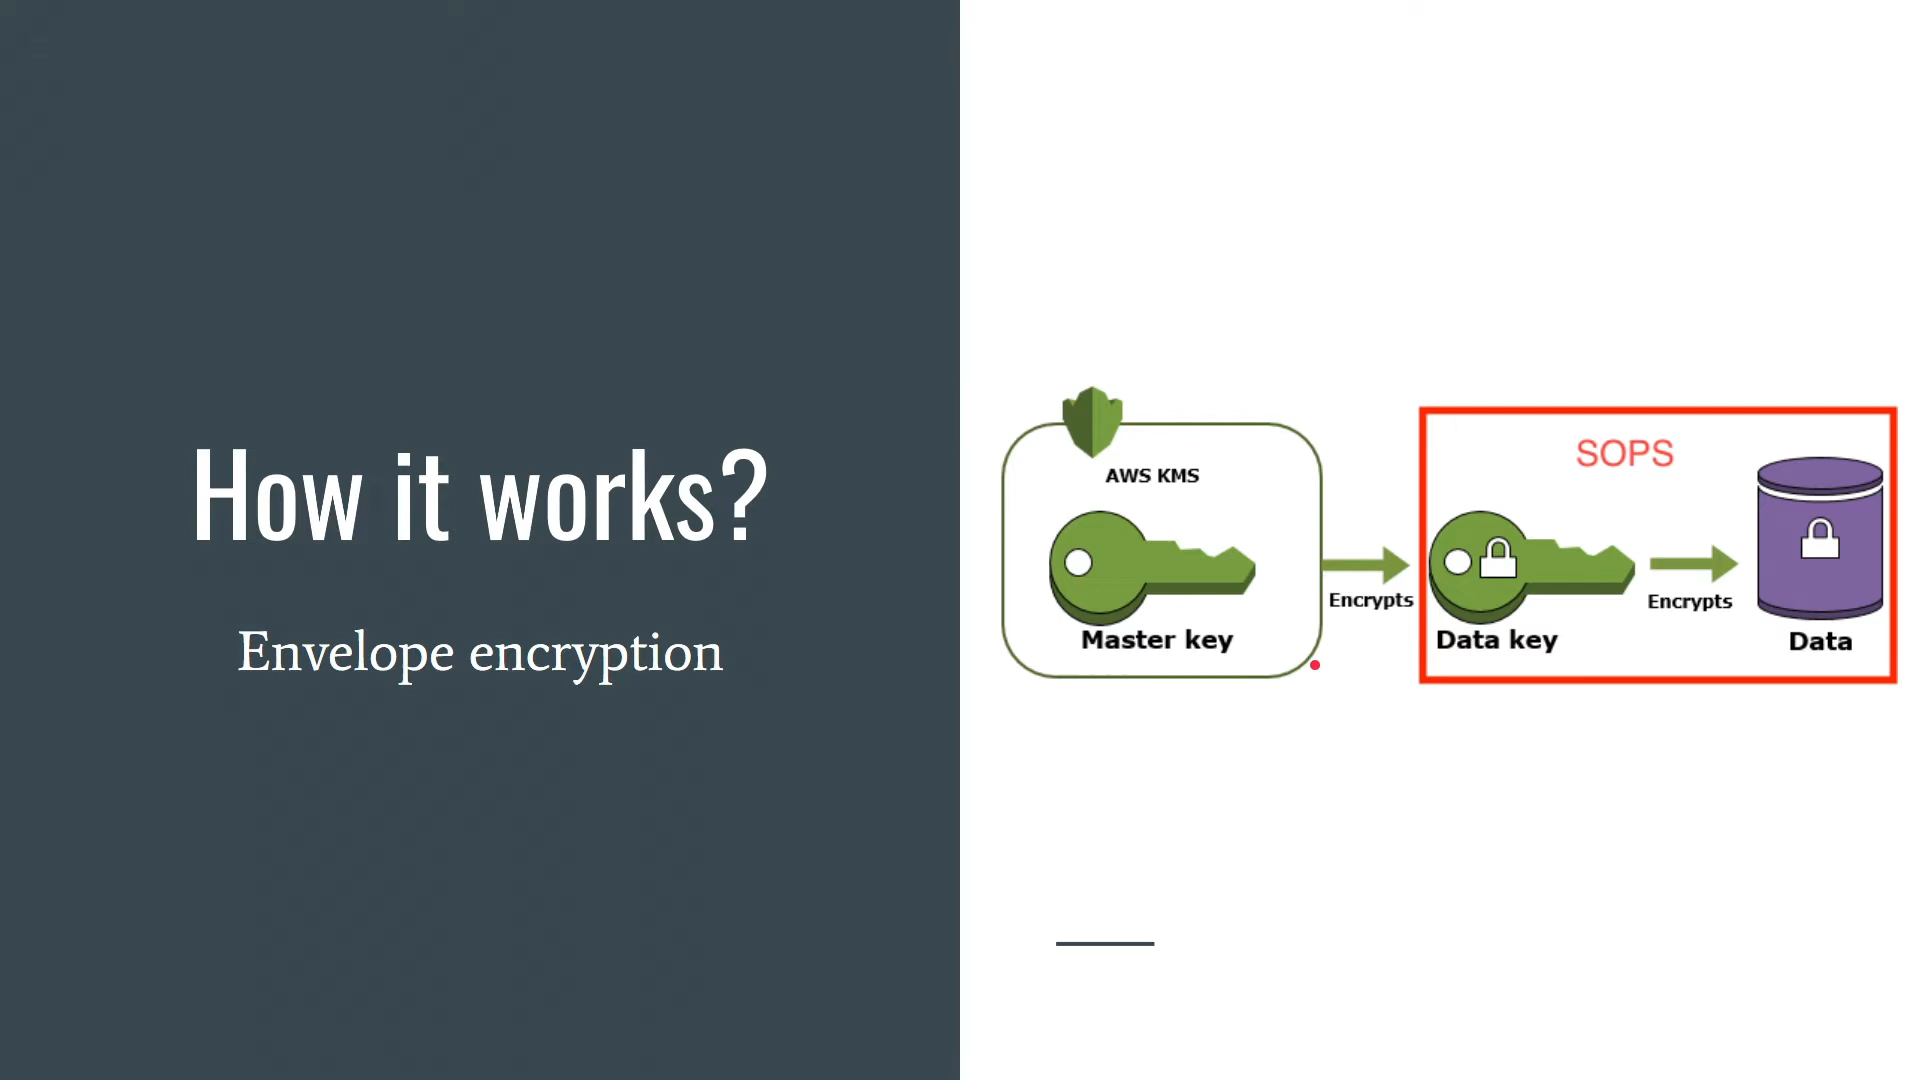 How it works?
Envelope encryption
AWS KMS
Master key
Encrypts
SOPS
Data key
Encrypts
Data